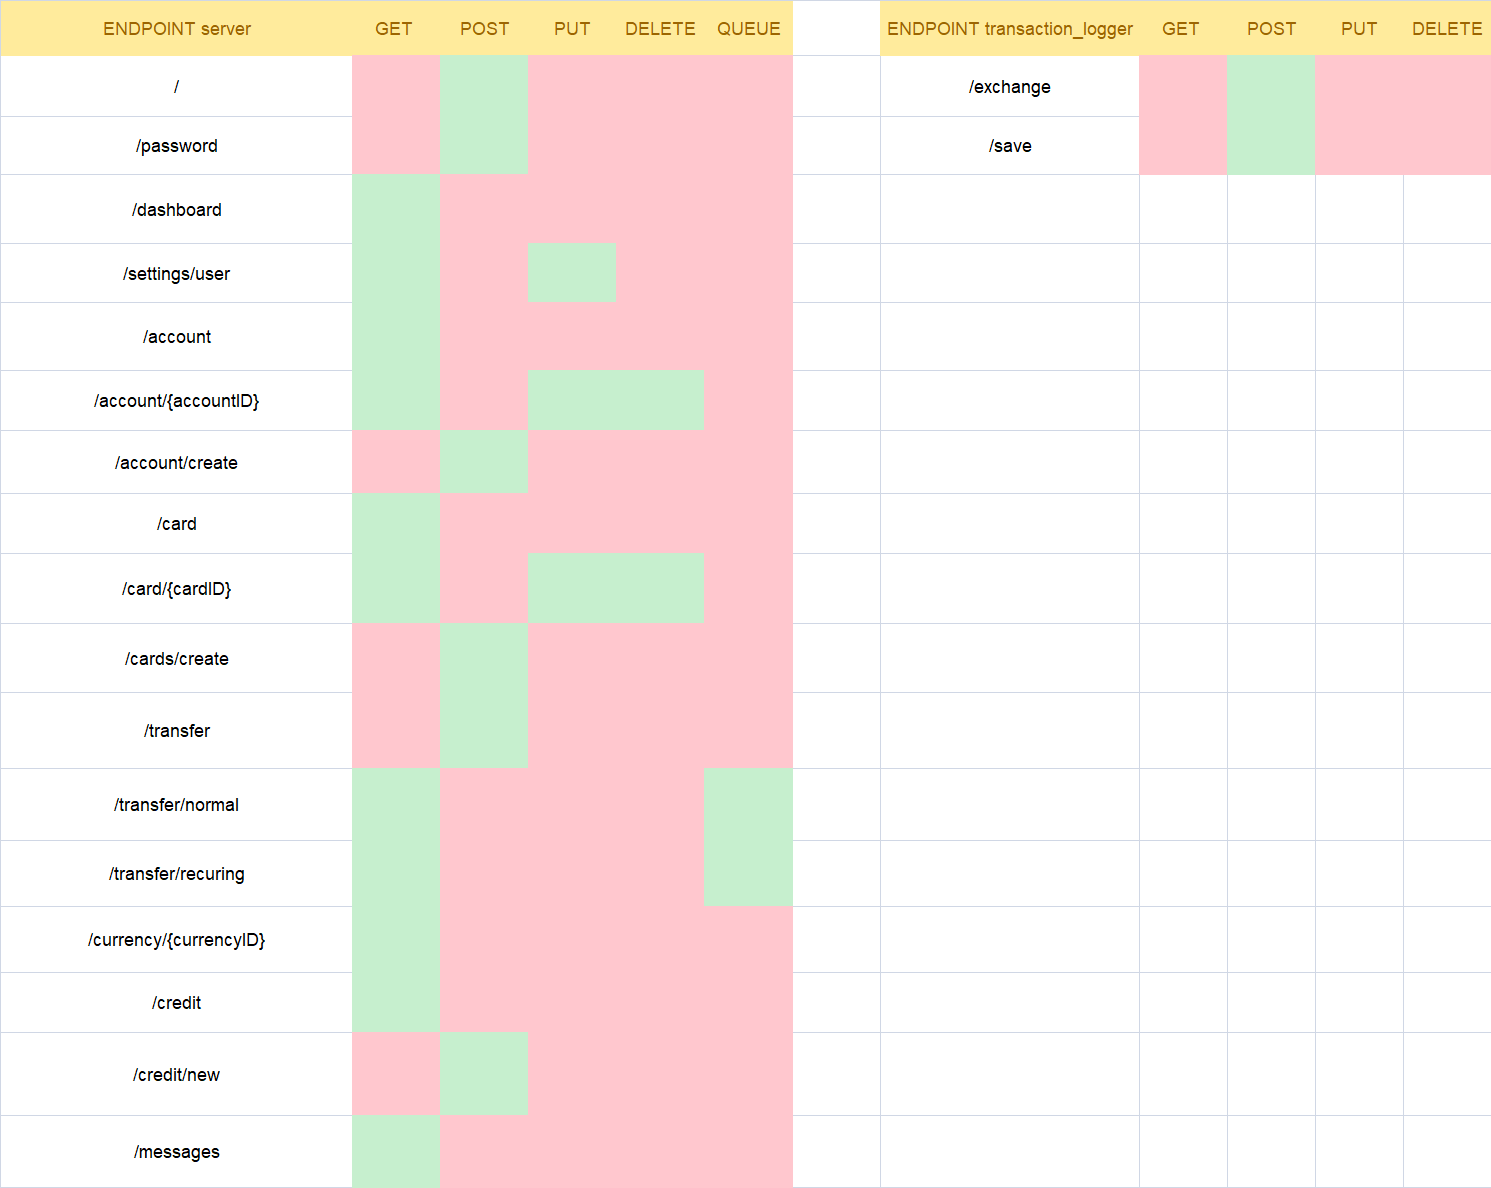 ENDPOINT server GET POST PUT DELETE QUEUE ENDPOINT transaction_logger GET POST PUT DELETE
/ /exchange
/password /save
/dashboard
/settings/user
/account
/account/{accountID}
/account/create
/card
/card/{cardID}
/cards/create
/transfer
/transfer/normal
/transfer/recuring
/currency/{currencyID}
/credit
/credit/new
/messages